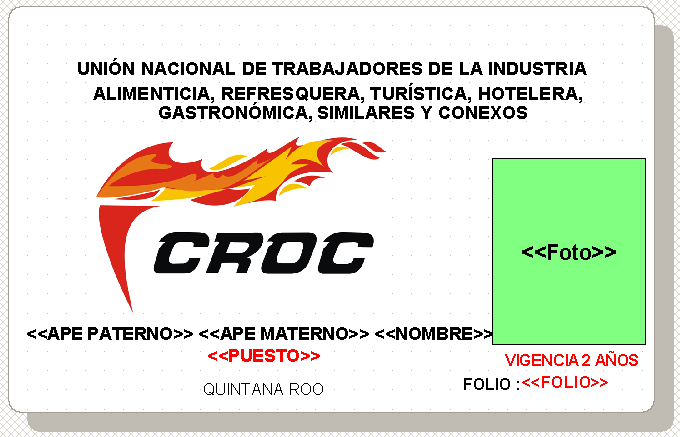 UNIÓN NACIONAL DE TRABAJADORES DE LA INDUSTRIA
ALIMENTICIA, REFRESQUERA, TURÍSTICA, HOTELERA,
GASTRONÓMICA, SIMILARES Y CONEXOS
CROC
<<Foto>>
<<APE PATERNO>> <<APE MATERNO>> <<NOMBRE>>
<<PUESTO>>
VIGENCIA 2 AÑOS
QUINTANA ROO
FOLIO :<<FOLIO>>